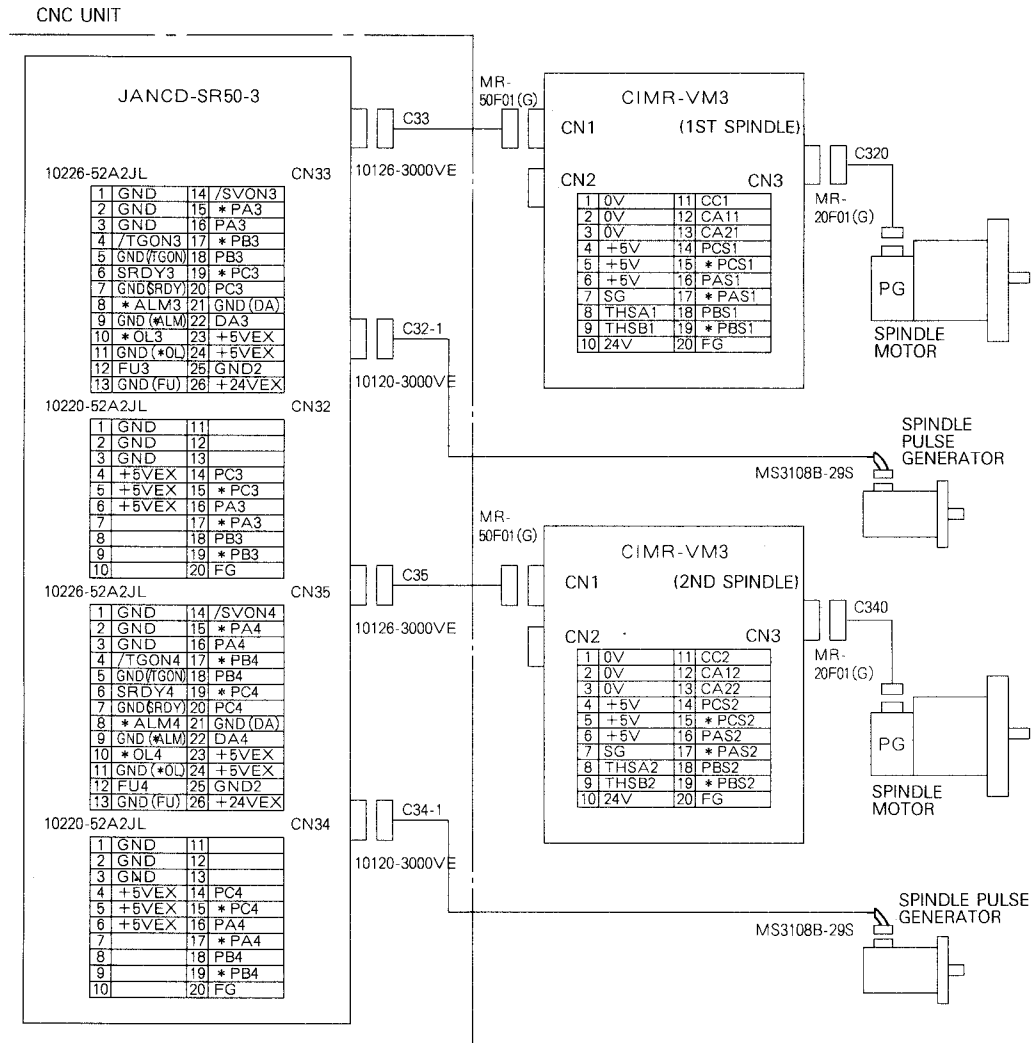 CNC UNIT
JANCD-SR50-3
10226-52A2JL CN33
1 GND 14 /SVON3
2 GND 15 *PA3
3 GND 16 PA3
4 /TGON3 17 *PB3
5 GND(/TGON) 18 PB3
6 SRDY3 19 *PC3
7 GND(SRDY) 20 PC3
8 *ALM3 21 GND(DA)
9 GND(*ALM) 22 DA3
10 *OL3 23 +5VEX
11 GND(*OL) 24 +5VEX
12 FU3 25 GND2
13 GND(FU) 26 +24VEX
10220-52A2JL CN32
1 GND 11
2 GND 12
3 GND 13
4 +5VEX 14 PC3
5 +5VEX 15 *PC3
6 +5VEX 16 PA3
7 17 *PA3
8 18 PB3
9 19 *PB3
10 20 FG
10226-52A2JL CN35
1 GND 14 /SVON4
2 GND 15 *PA4
3 GND 16 PA4
4 /TGON4 17 *PB4
5 GND(/TGON) 18 PB4
6 SRDY4 19 *PC4
7 GND(SRDY) 20 PC4
8 *ALM4 21 GND(DA)
9 GND(*ALM) 22 DA4
10 *OL4 23 +5VEX
11 GND(*OL) 24 +5VEX
12 FU4 25 GND2
13 GND(FU) 26 +24VEX
10220-52A2JL CN34
1 GND 11
2 GND 12
3 GND 13
4 +5VEX 14 PC4
5 +5VEX 15 *PC4
6 +5VEX 16 PA4
7 17 *PA4
8 18 PB4
9 19 *PB4
10 20 FG
C33
10126-3000VE
C32-1
10120-3000VE
C35
10126-3000VE
C34-1
10120-3000VE
MR-
50F01(G)
CIMR-VM3
CN1 (1ST SPINDLE)
CN2 CN3
1 0V 11 CC1
2 0V 12 CA11
3 0V 13 CA21
4 +5V 14 PCS1
5 +5V 15 *PCS1
6 +5V 16 PAS1
7 SG 17 *PAS1
8 THSA1 18 PBS1
9 THSB1 19 *PBS1
10 24V 20 FG
C320
MR-
20F01(G)
PG
SPINDLE
MOTOR
SPINDLE
PULSE
GENERATOR
MS3108B-29S
MR-
50F01(G)
CIMR-VM3
CN1 (2ND SPINDLE)
CN2 CN3
1 0V 11 CC2
2 0V 12 CA12
3 0V 13 CA22
4 +5V 14 PCS2
5 +5V 15 *PCS2
6 +5V 16 PAS2
7 SG 17 *PAS2
8 THSA2 18 PBS2
9 THSB2 19 *PBS2
10 24V 20 FG
C340
MR-
20F01(G)
PG
SPINDLE
MOTOR
SPINDLE PULSE
GENERATOR
MS3108B-29S